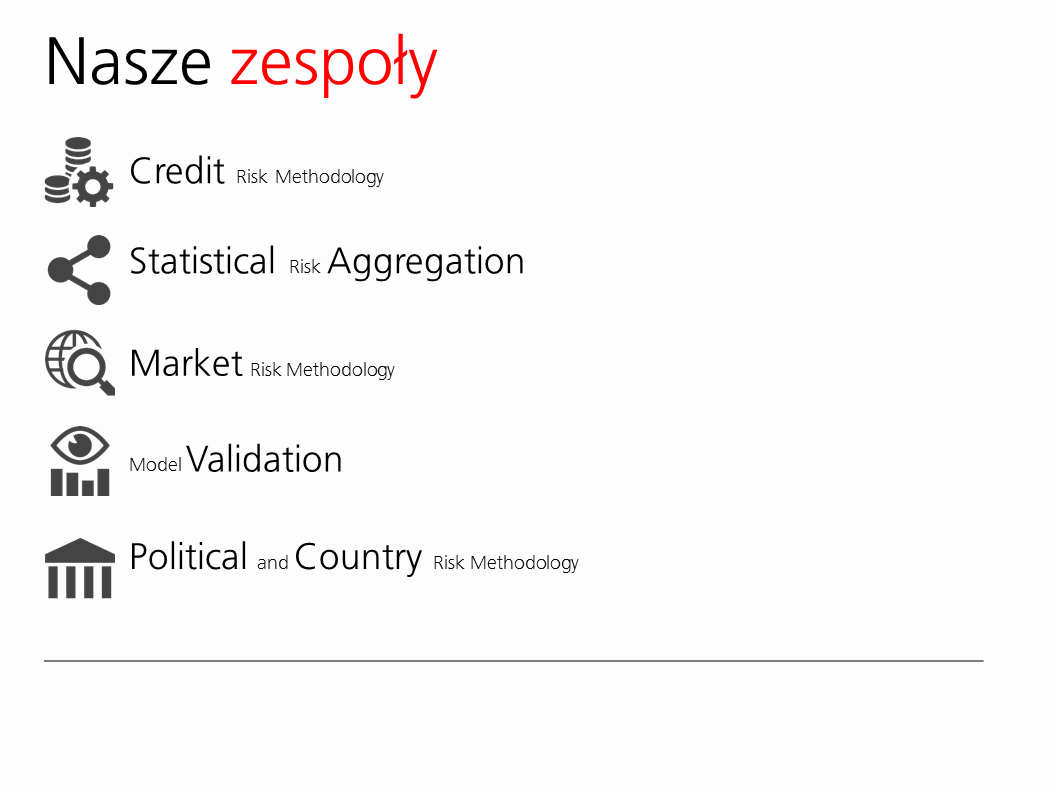 Nasze zespoły
Credit Risk Methodology
Statistical Risk Aggregation
Market Risk Methodology
Model Validation
Political and Country Risk Methodology